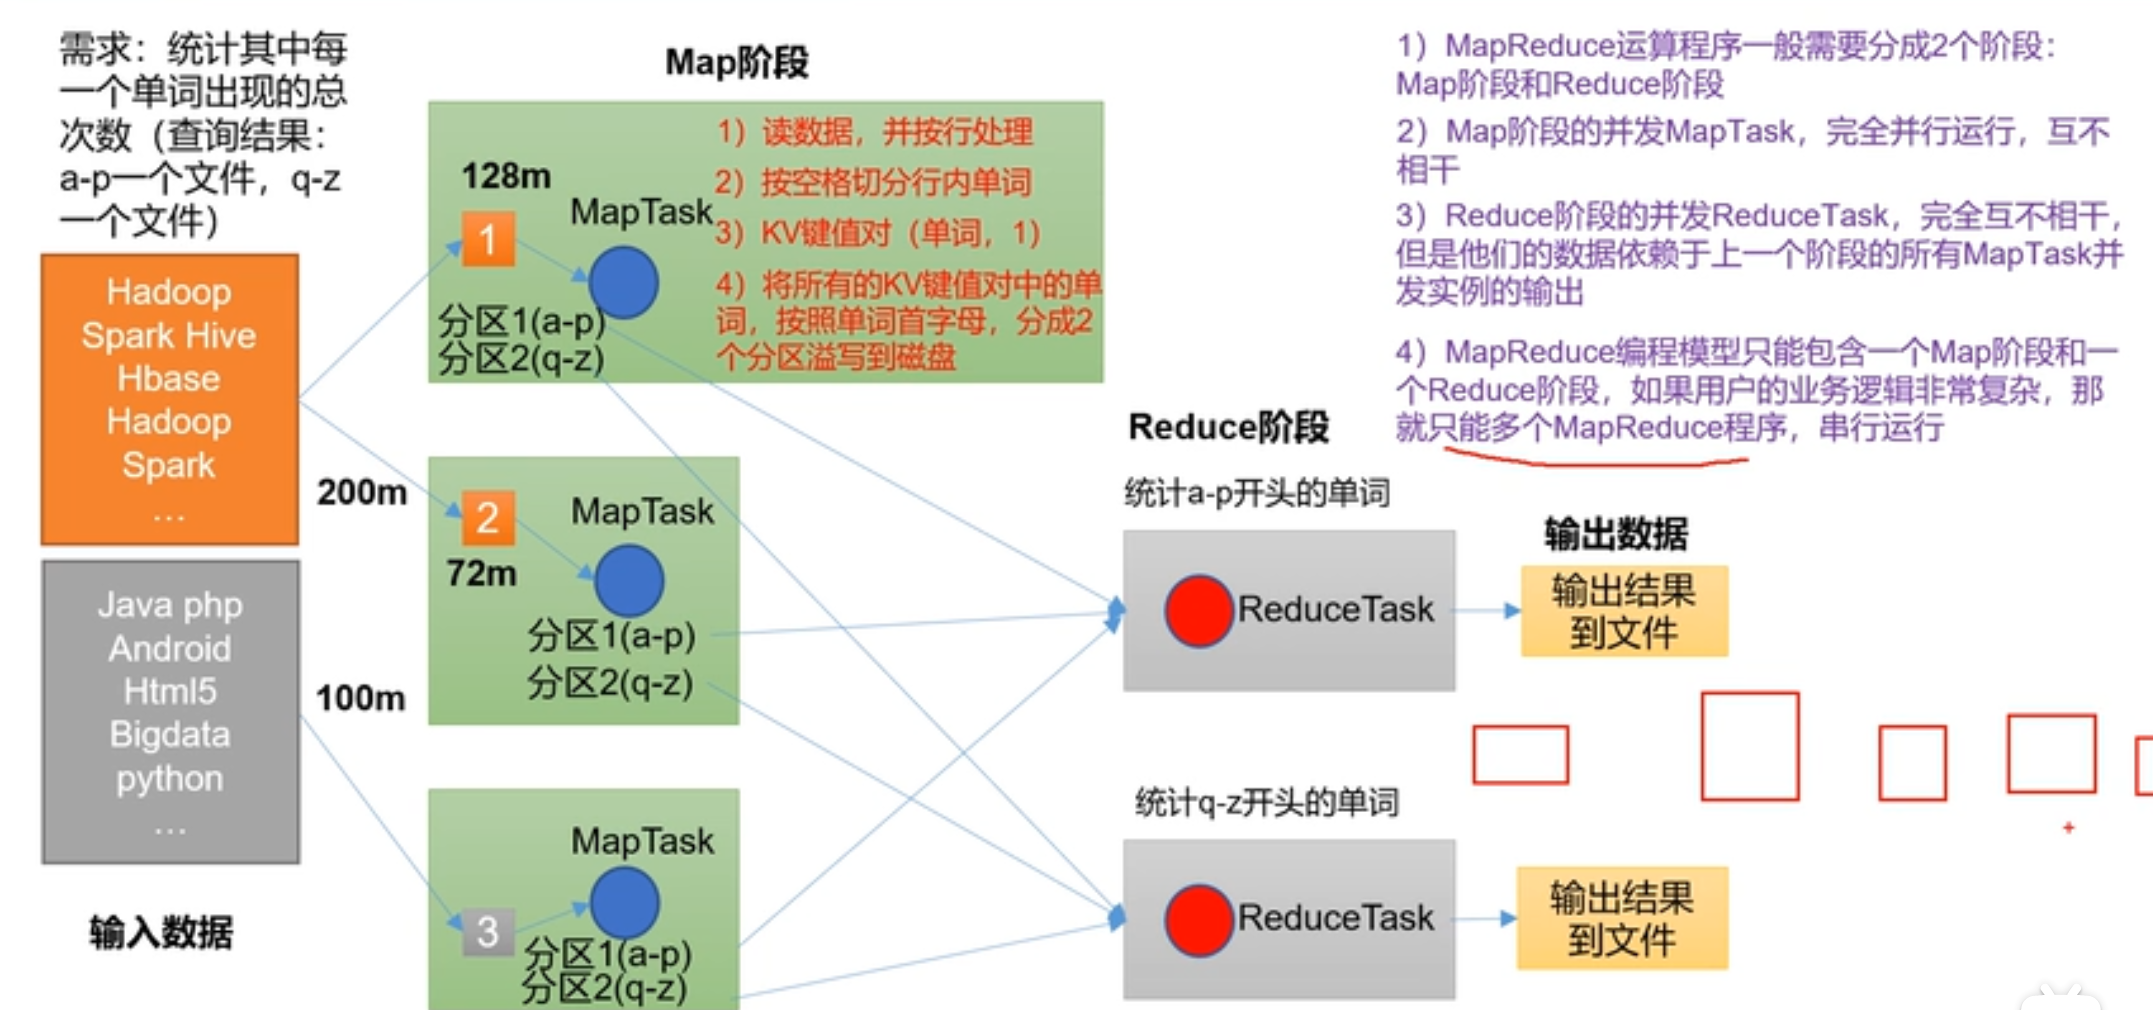 需求：统计其中每
一个单词出现的总
次数（查询结果：
a-p一个文件，q-z
一个文件）
Hadoop
Spark Hive
Hbase
Hadoop
Spark
…
200m
Java php
Android
Html5
Bigdata
python
…
100m
输入数据
Map阶段
128m
1
MapTask
分区1(a-p)
分区2(q-z)
1）读数据，并按行处理
2）按空格切分行内单词
3）KV键值对（单词，1）
4）将所有的KV键值对中的单
词，按照单词首字母，分成2
个分区溢写到磁盘
2
72m
MapTask
分区1(a-p)
分区2(q-z)
MapTask
3
分区1(a-p)
分区2(q-z)
Reduce阶段
统计a-p开头的单词
ReduceTask
统计q-z开头的单词
ReduceTask
输出数据
输出结果
到文件
输出结果
到文件
1）MapReduce运算程序一般需要分成2个阶段：
Map阶段和Reduce阶段
2）Map阶段的并发MapTask，完全并行运行，互不
相干
3）Reduce阶段的并发ReduceTask，完全互不相干，
但是他们的数据依赖于上一个阶段的所有MapTask并
发实例的输出
4）MapReduce编程模型只能包含一个Map阶段和一
个Reduce阶段，如果用户的业务逻辑非常复杂，那
就只能多个MapReduce程序，串行运行